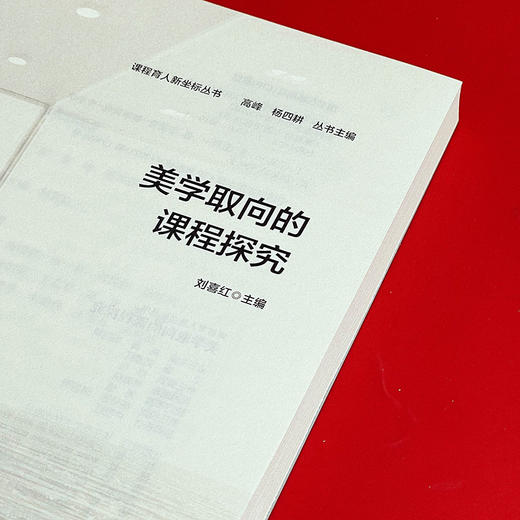 课程育人新坐标丛书 高峰 杨四耕 丛书主编
美学取向的
课程探究
刘喜红◎主编